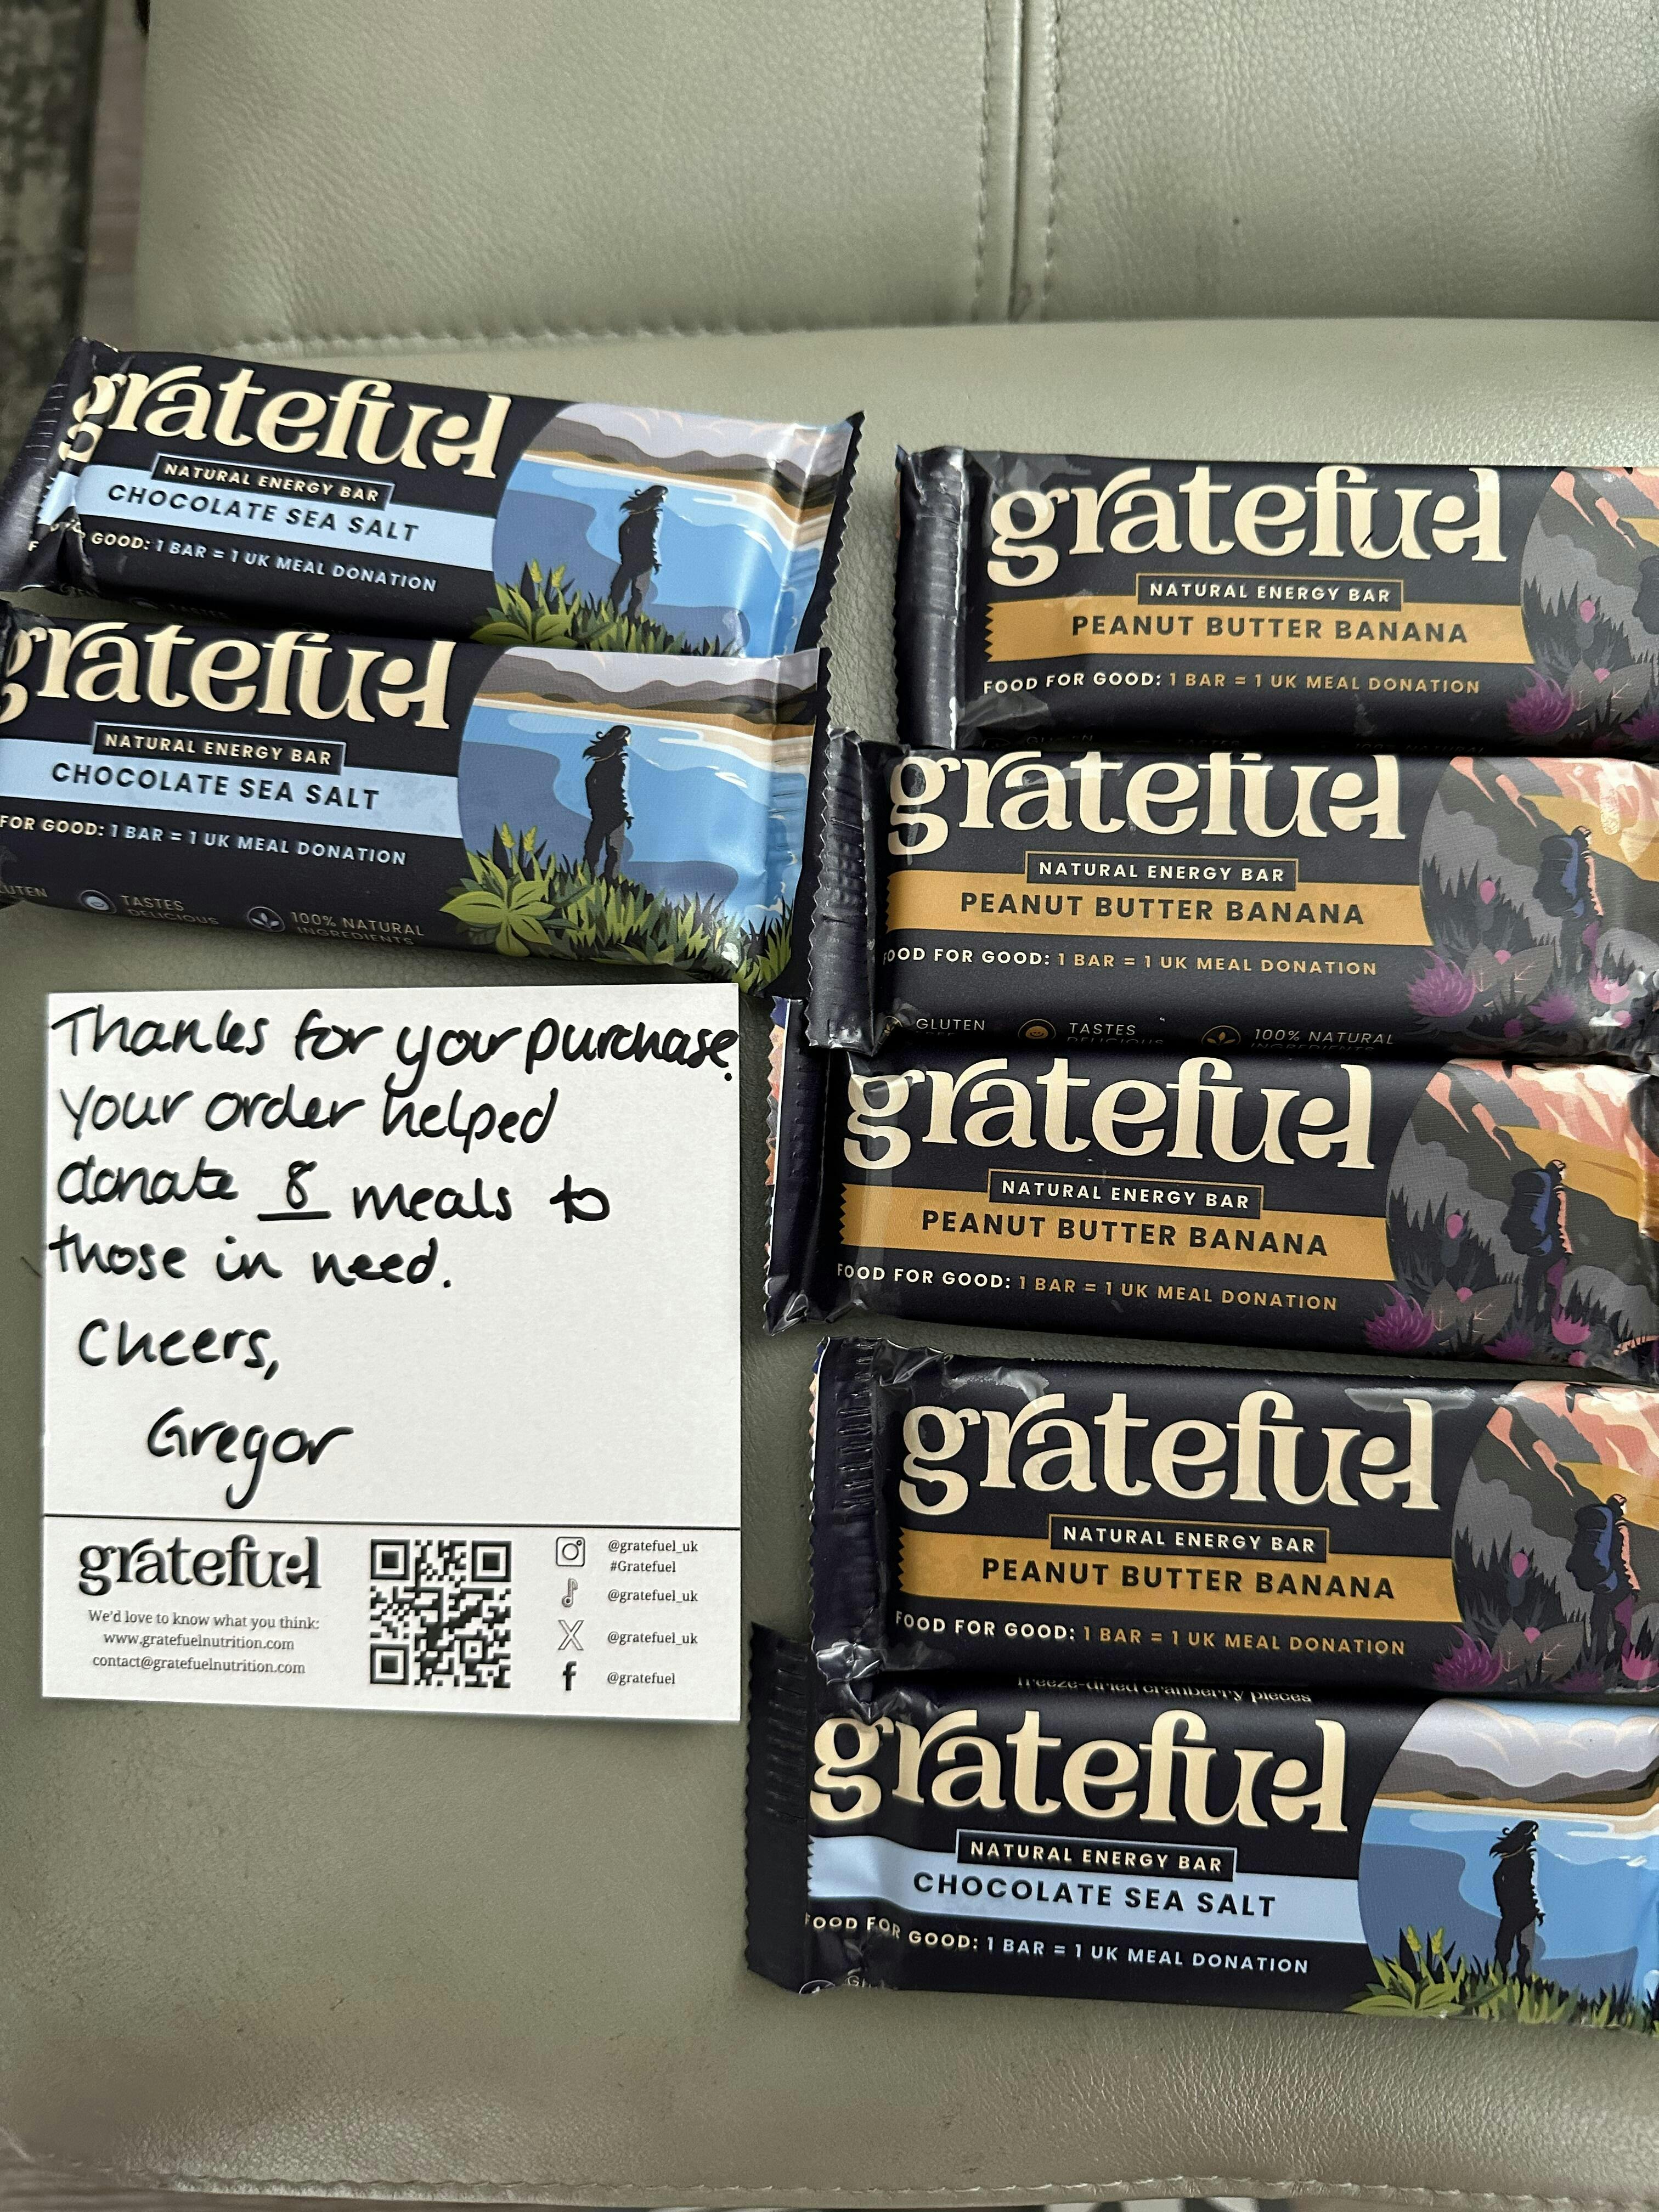 gratefuel
NATURAL ENERGY BAR
CHOCOLATE SEA SALT
GOOD: 1 BAR = 1 UK MEAL DONATION
gratefuel
NATURAL ENERGY BAR
CHOCOLATE SEA SALT
FOR GOOD: 1 BAR = 1 UK MEAL DONATION
TASTES
DELICIOUS
100% NATURAL
INGREDIENTS
Thanks for your purchase.
Your order helped
donate 8 meals to
those in need.
Cheers,
Gregor
gratefuel
We'd love to know what you think:
www.gratefuelnutrition.com
contact@gratefuelnutrition.com
@gratefuel_uk
#Gratefuel
@gratefuel_uk
@gratefuel_uk
@gratefuel
gratefuel
NATURAL ENERGY BAR
PEANUT BUTTER BANANA
FOOD FOR GOOD: 1 BAR = 1 UK MEAL DONATION
gratefuel
NATURAL ENERGY BAR
PEANUT BUTTER BANANA
FOOD FOR GOOD: 1 BAR = 1 UK MEAL DONATION
GLUTEN
TASTES
DELICIOUS
100% NATURAL
INGREDIENTS
gratefuel
NATURAL ENERGY BAR
PEANUT BUTTER BANANA
FOOD FOR GOOD: 1 BAR = 1 UK MEAL DONATION
gratefuel
NATURAL ENERGY BAR
PEANUT BUTTER BANANA
FOOD FOR GOOD: 1 BAR = 1 UK MEAL DONATION
freeze-dried cranberry pieces
gratefuel
NATURAL ENERGY BAR
CHOCOLATE SEA SALT
FOOD FOR GOOD: 1 BAR = 1 UK MEAL DONATION